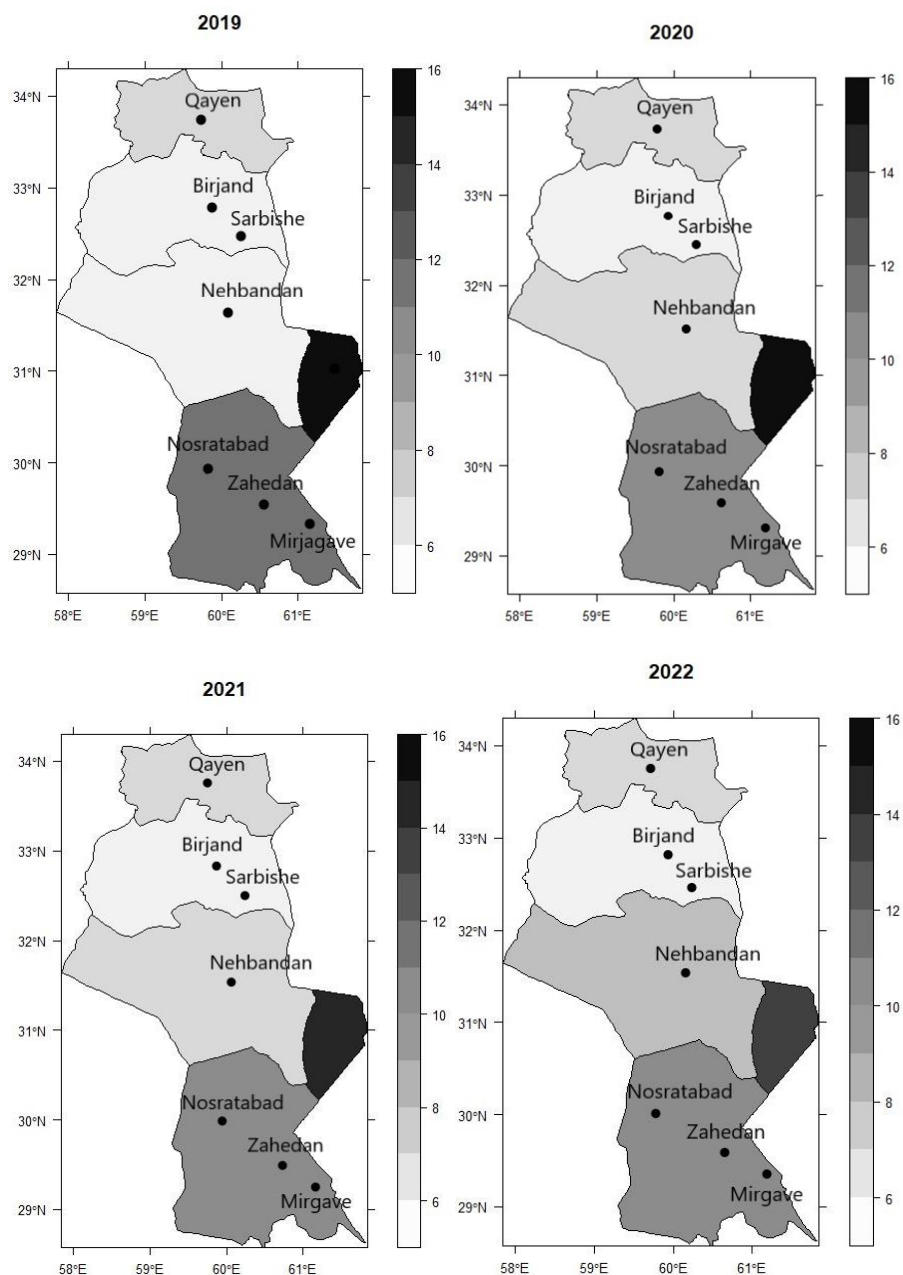 2019
34°N
33°N
32°N
31°N
30°N
29°N
58°E 59°E 60°E 61°E
Qayen
Birjand
Sarbishe
Nehbandan
Nosratabad
Zahedan
Mirjagave
16
14
12
10
8
6
2020
34°N
33°N
32°N
31°N
30°N
29°N
58°E 59°E 60°E 61°E
Qayen
Birjand
Sarbishe
Nehbandan
Nosratabad
Zahedan
Mirgave
16
14
12
10
8
6
2021
34°N
33°N
32°N
31°N
30°N
29°N
58°E 59°E 60°E 61°E
Qayen
Birjand
Sarbishe
Nehbandan
Nosratabad
Zahedan
Mirgave
16
14
12
10
8
6
2022
34°N
33°N
32°N
31°N
30°N
29°N
58°E 59°E 60°E 61°E
Qayen
Birjand
Sarbishe
Nehbandan
Nosratabad
Zahedan
Mirgave
16
14
12
10
8
6